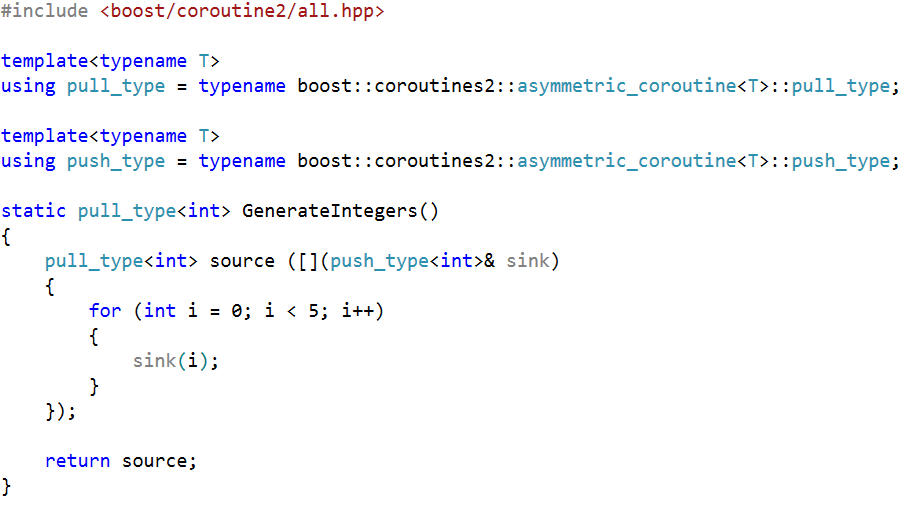 #include <boost/coroutine2/all.hpp>

template<typename T>
using pull_type = typename boost::coroutines2::asymmetric_coroutine<T>::pull_type;

template<typename T>
using push_type = typename boost::coroutines2::asymmetric_coroutine<T>::push_type;

static pull_type<int> GenerateIntegers()
{
    pull_type<int> source ([](push_type<int>& sink)
    {
        for (int i = 0; i < 5; i++)
        {
            sink(i);
        }
    });

    return source;
}